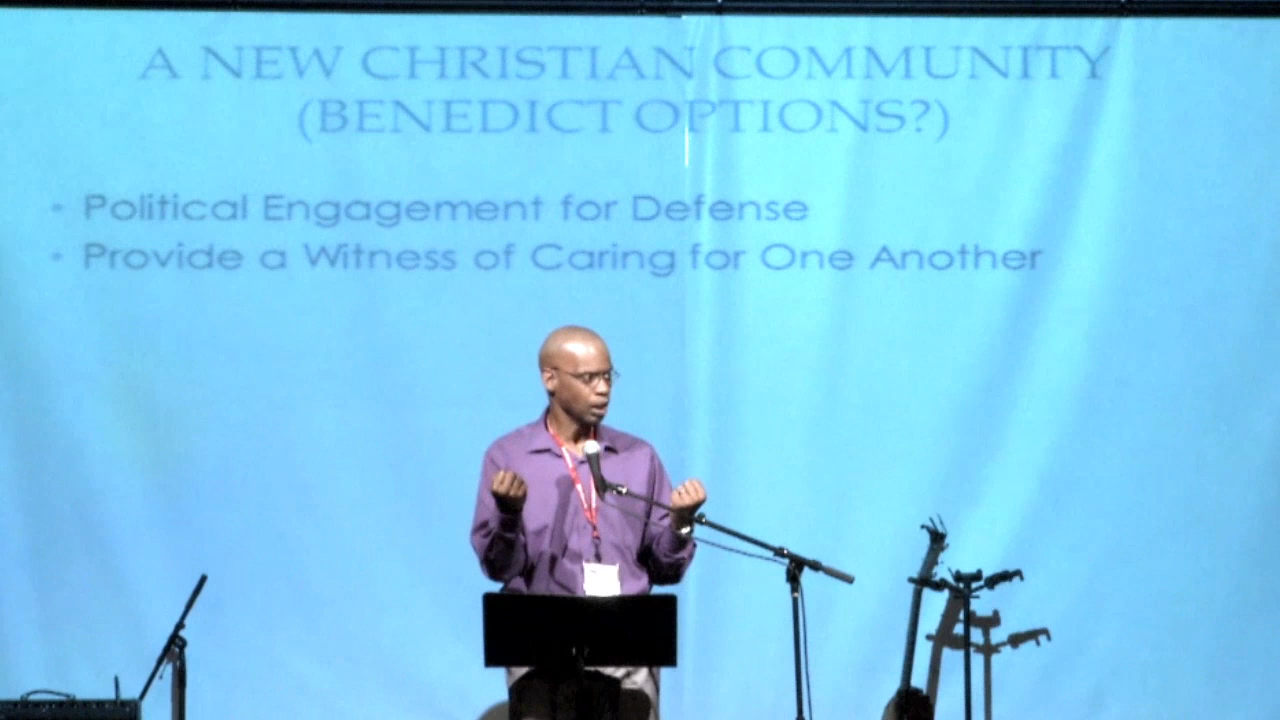 A NEW CHRISTIAN COMMUNITY
(BENEDICT OPTIONS?)
• Political Engagement for Defense
• Provide a Witness of Caring for One Another